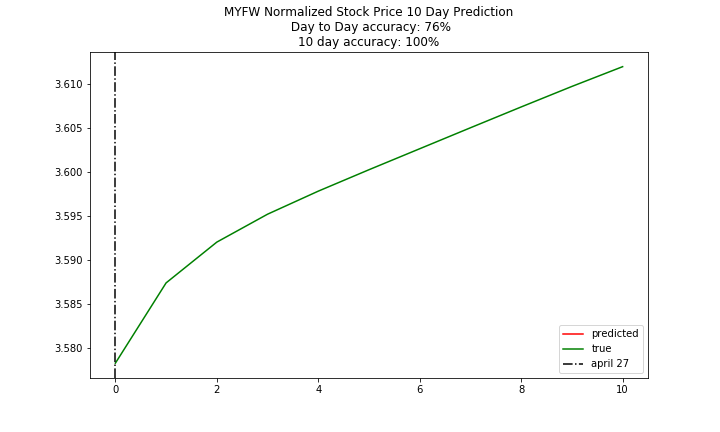 MYFW Normalized Stock Price 10 Day Prediction
Day to Day accuracy: 76%
10 day accuracy: 100%
3.610
3.605
3.600
3.595
3.590
3.585
3.580
predicted
true
april 27
0 2 4 6 8 10